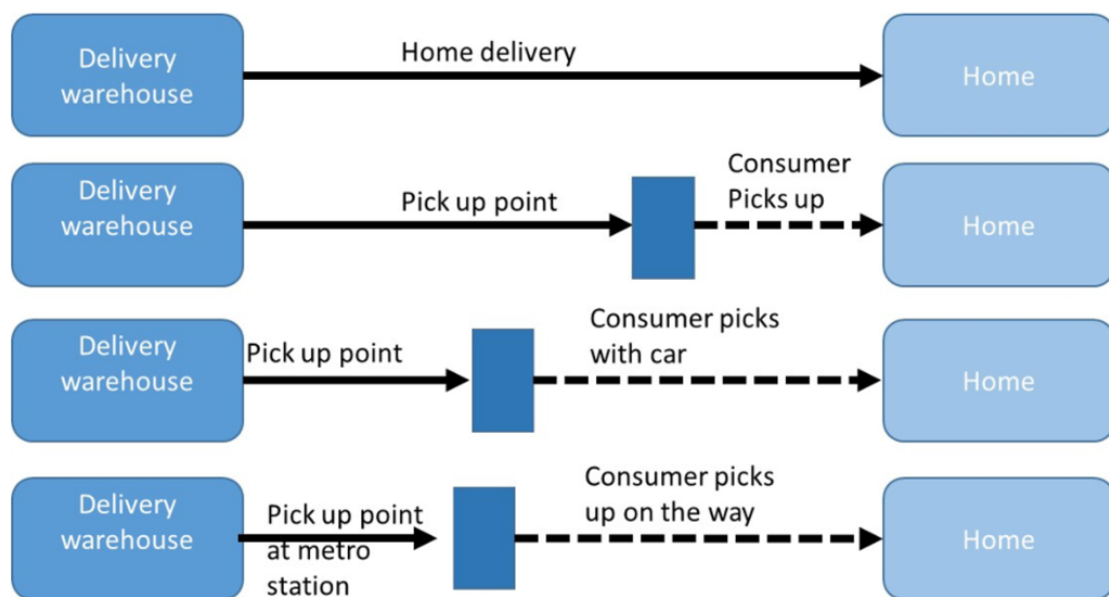 Delivery
warehouse
Home delivery
Home
Delivery
warehouse
Pick up point
Consumer
Picks up
Home
Delivery
warehouse
Pick up point
Consumer picks
with car
Home
Delivery
warehouse
Pick up point
at metro
station
Consumer picks
up on the way
Home